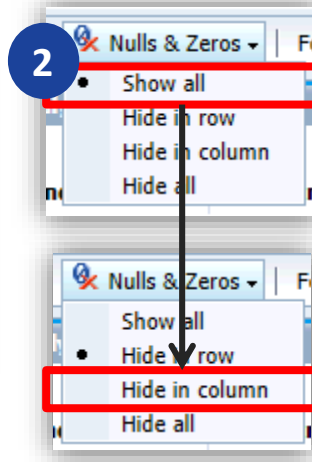 2
Nulls & Zeros
Show all
Hide in row
Hide in column
Hide all
Nulls & Zeros
Show all
Hide in row
Hide in column
Hide all